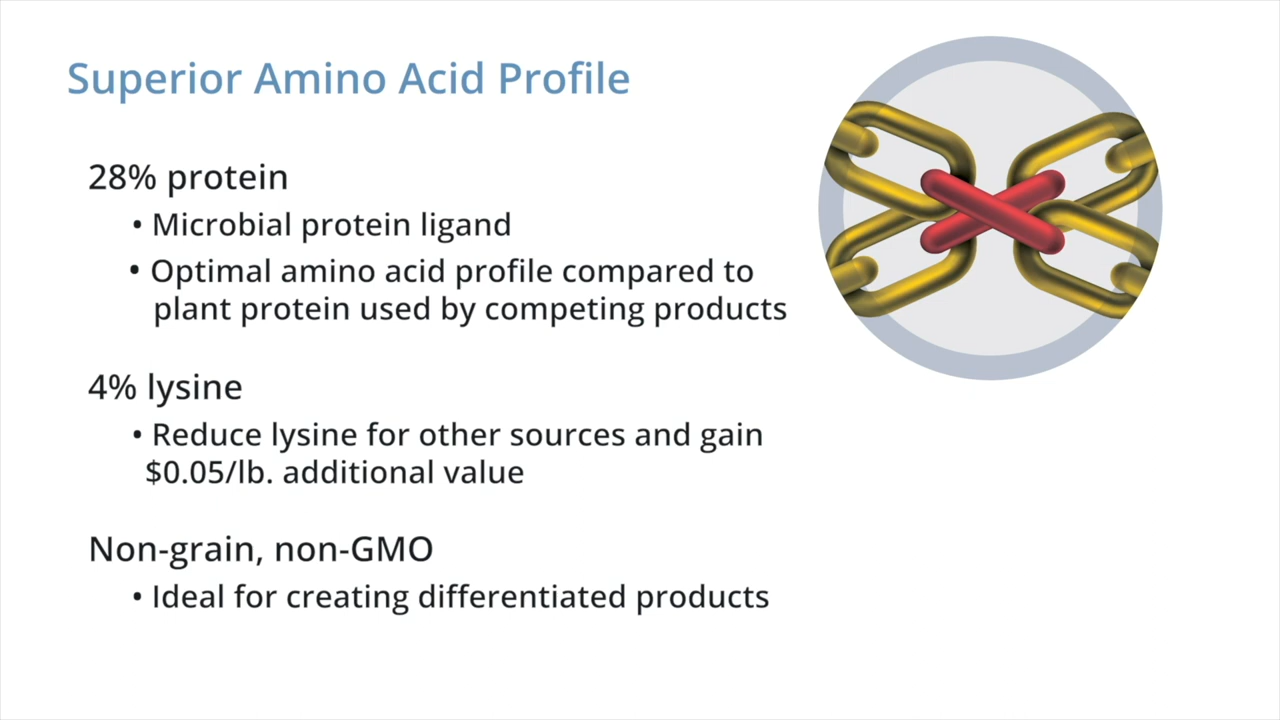 Superior Amino Acid Profile
28% protein
• Microbial protein ligand
• Optimal amino acid profile compared to
plant protein used by competing products
4% lysine
• Reduce lysine for other sources and gain
$0.05/lb. additional value
Non-grain, non-GMO
• Ideal for creating differentiated products